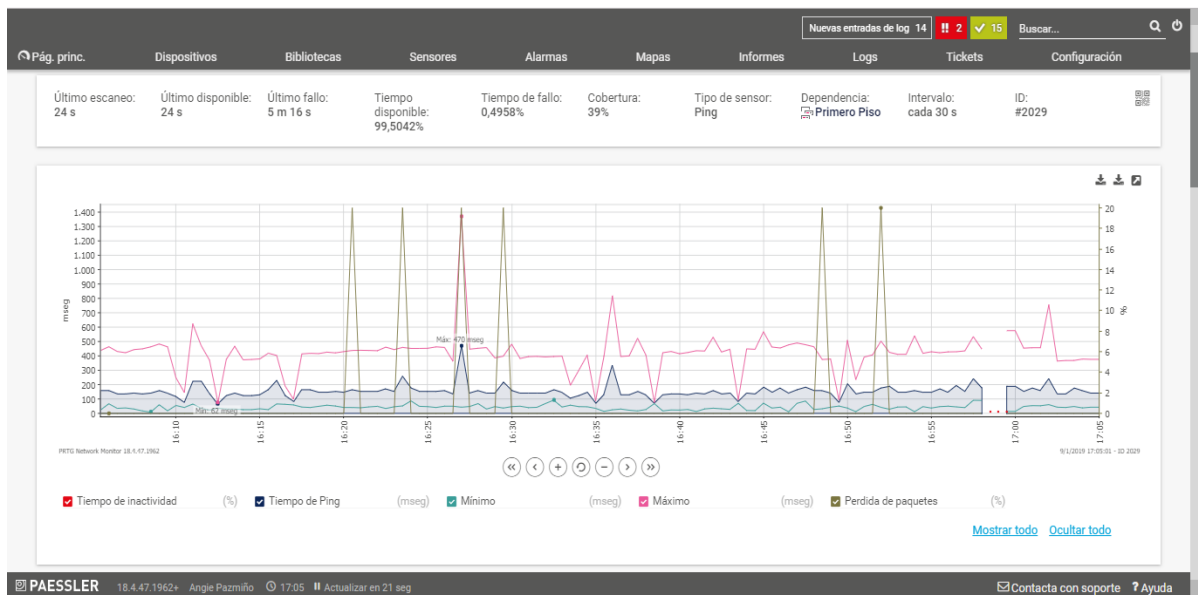 Nuevas entradas de log 14 !! 2 15 Buscar...
Pág. princ. Dispositivos Bibliotecas Sensores Alarmas Mapas Informes Logs Tickets Configuración
Último escaneo: Último disponible: Último fallo: Tiempo disponible: Tiempo de fallo: Cobertura: Tipo de sensor: Dependencia: Intervalo: ID:
24 s 24 s 5 m 16 s 99,5042% 0,4958% 39% Ping Primero Piso cada 30 s #2029
1.400 20
1.300 18
1.200 16
1.100
1.000 14
900 12
800
700 10
600 8
500
400 6
300 4
200
100 2
0 0
mseg
%
Máx: 470 mseg
Mín: 62 mseg
16:10 16:15 16:20 16:25 16:30 16:35 16:40 16:45 16:50 16:55 17:00 17:05
PRTG Network Monitor 18.4.47.1962 9/1/2019 17:05:01 - ID 2029
Tiempo de inactividad (%) Tiempo de Ping (mseg) Mínimo (mseg) Máximo (mseg) Perdida de paquetes (%)
Mostrar todo Ocultar todo
PAESSLER 18.4.47.1962+ Angie Pazmiño 17:05 Actualizar en 21 seg Contacta con soporte ? Ayuda